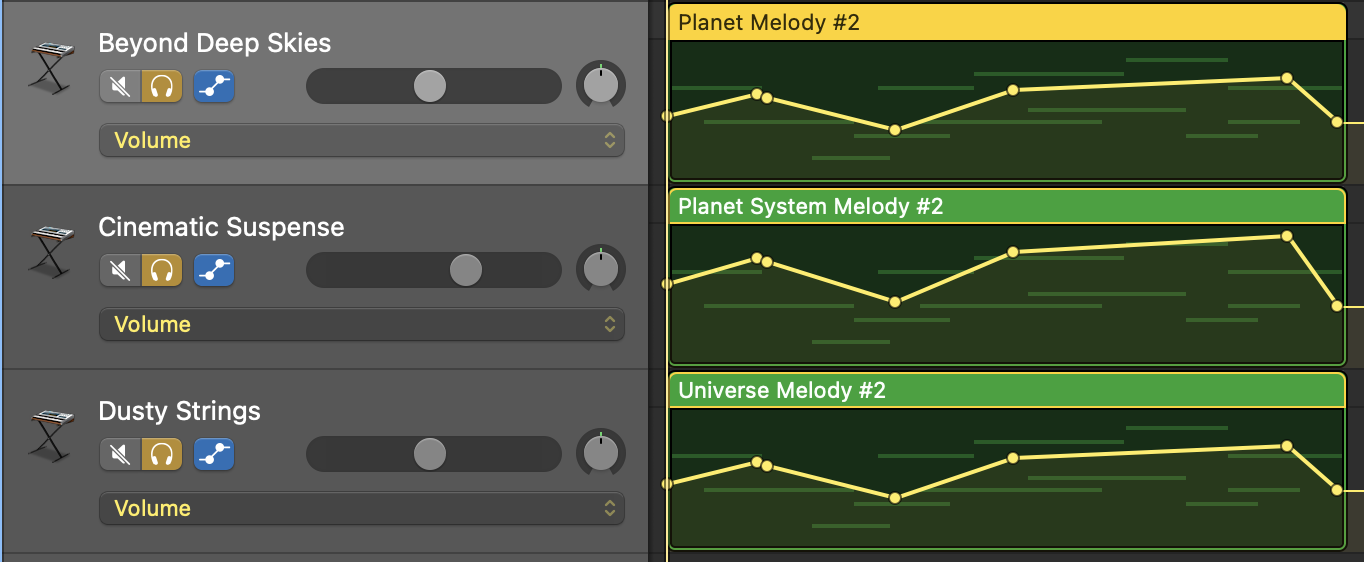 Beyond Deep Skies
Volume
Planet Melody #2
Cinematic Suspense
Volume
Planet System Melody #2
Dusty Strings
Volume
Universe Melody #2